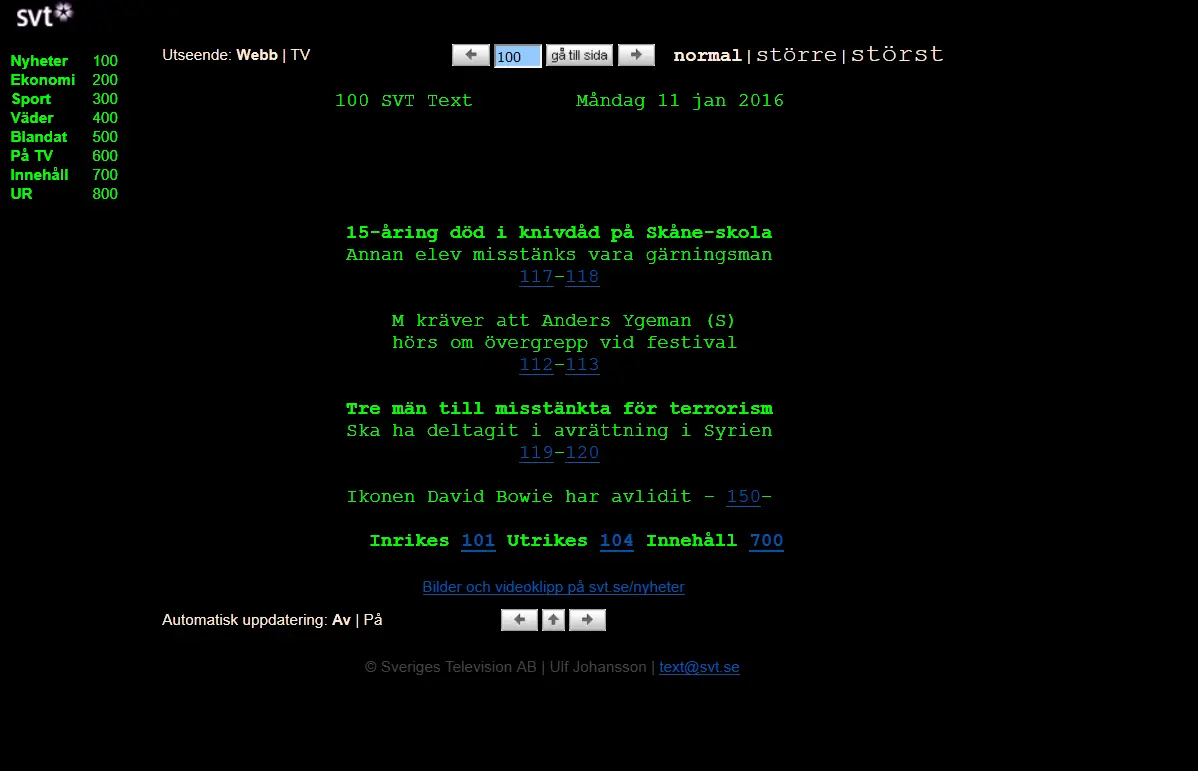 svt
Nyheter 100
Ekonomi 200
Sport 300
Väder 400
Blandat 500
På TV 600
Innehåll 700
UR 800
Utseende: Webb | TV
100 gå till sida
normal|större|störst
100 SVT Text Måndag 11 jan 2016
15-åring död i knivdåd på Skåne-skola
Annan elev misstänks vara gärningsman
117-118
M kräver att Anders Ygeman (S)
hörs om övergrepp vid festival
112-113
Tre män till misstänkta för terrorism
Ska ha deltagit i avrättning i Syrien
119-120
Ikonen David Bowie har avlidit - 150-
Inrikes 101 Utrikes 104 Innehåll 700
Bilder och videoklipp på svt.se/nyheter
Automatisk uppdatering: Av | På
© Sveriges Television AB | Ulf Johansson | text@svt.se